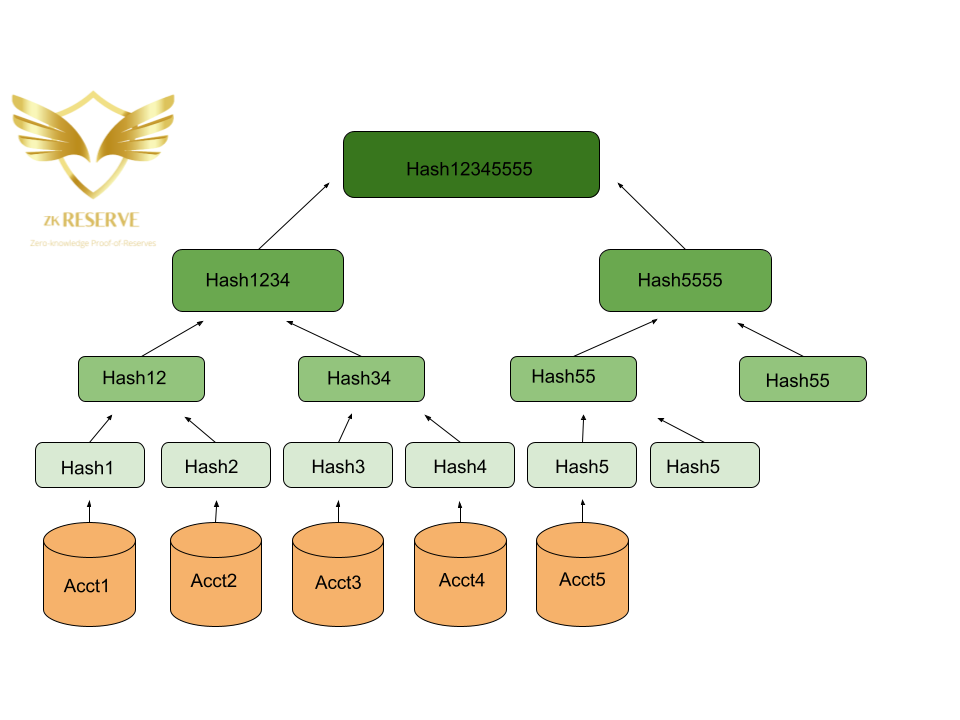 ZK RESERVE
Zero-knowledge Proof-of-Reserves
Hash12345555
Hash1234
Hash5555
Hash12
Hash34
Hash55
Hash55
Hash1
Hash2
Hash3
Hash4
Hash5
Hash5
Acct1
Acct2
Acct3
Acct4
Acct5